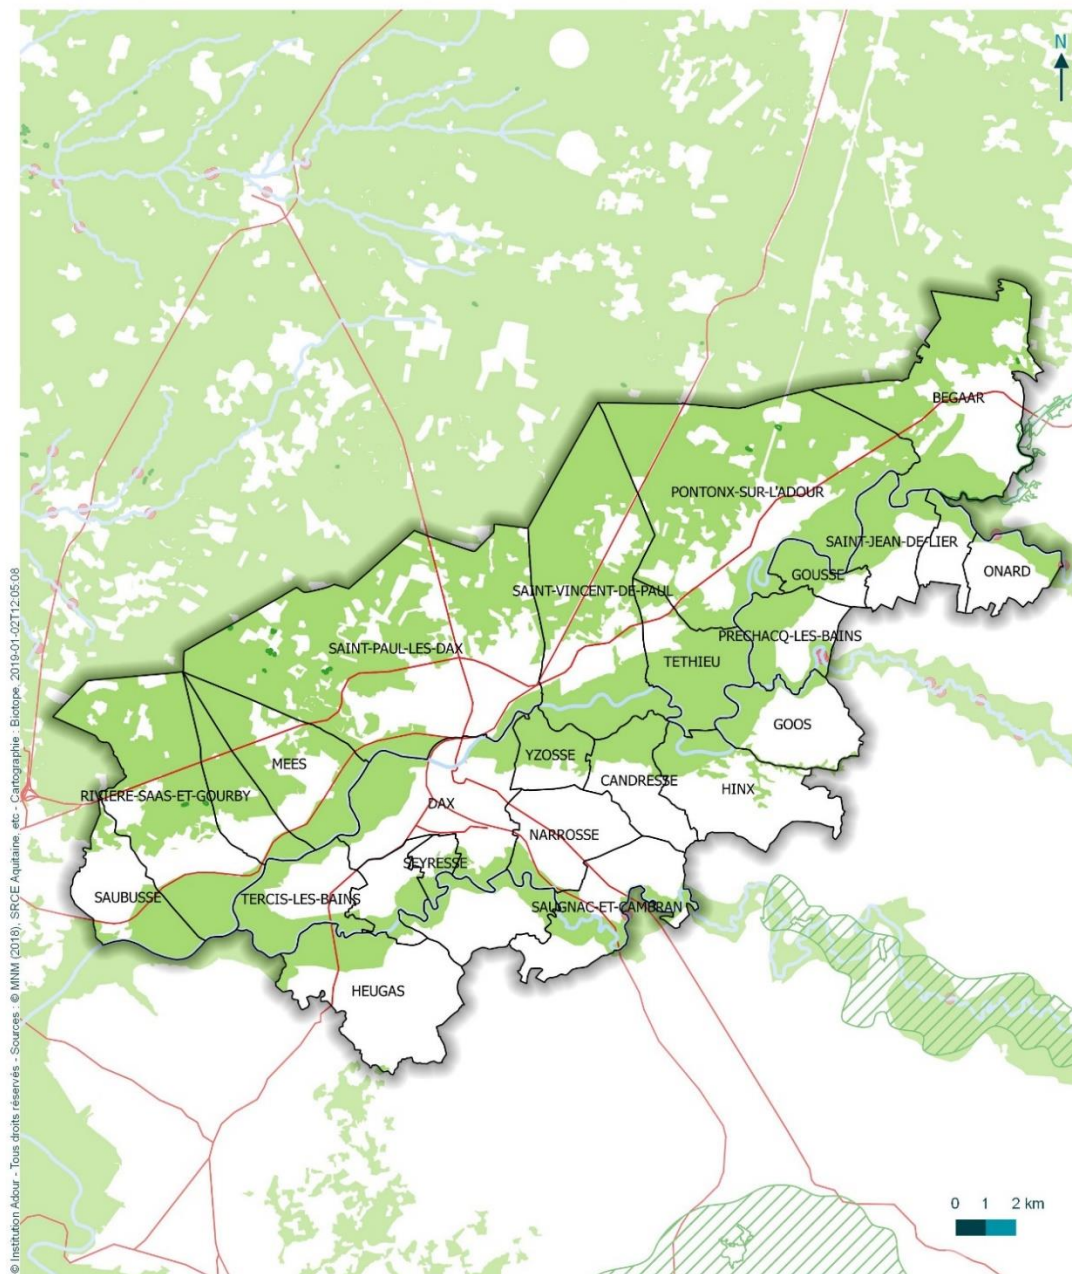 N
BEGAAR
PONTONX-SUR-L'ADOUR
SAINT-JEAN-DE-LIER
ONARD
GOUSSE
SAINT-VINCENT-DE-PAUL
PRECHACQ-LES-BAINS
SAINT-PAUL-LES-DAX
TETHIEU
GOOS
YZOSSE
MEES
CANDRESSE
HINX
RIVIERE-SAAS-ET-GOURBY
DAX
NARROSSE
SEYRESSE
SAUBUSSE
TERCIS-LES-BAINS
SAUGNAC-ET-CAMBRAN
HEUGAS
0 1 2 km
© Institution Adour - Tous droits réservés - Sources : © MNM (2018), SRCE Aquitaine, etc - Cartographie : Biotope, 2019-01-02T12:05:08